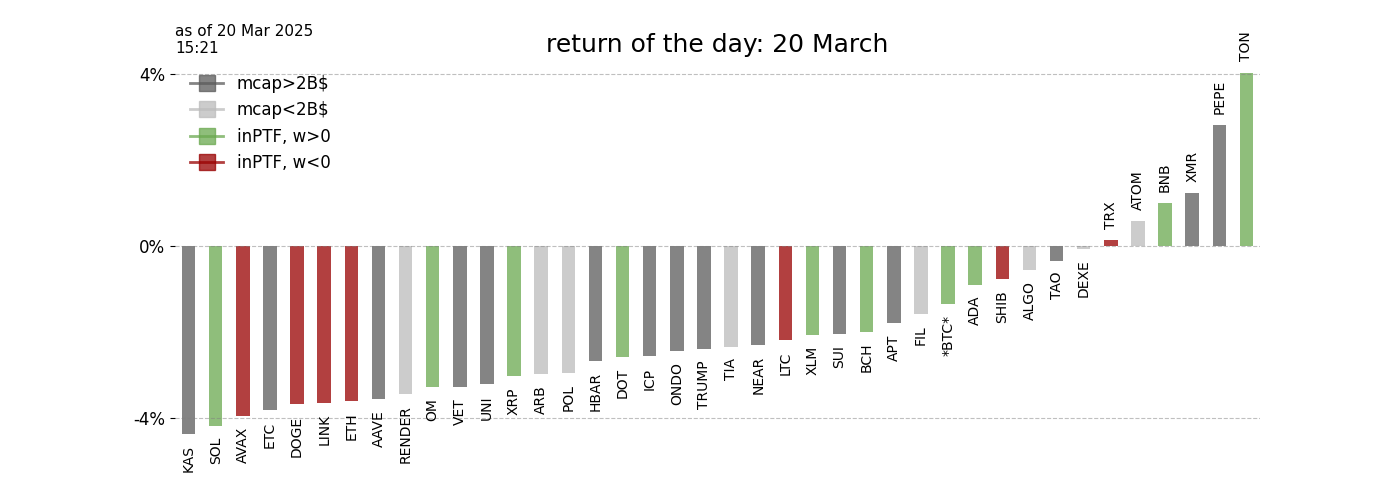 as of 20 Mar 2025
15:21
return of the day: 20 March
4%
0%
-4%
mcap>2B$
mcap<2B$
inPTF, w>0
inPTF, w<0
KAS
SOL
AVAX
ETC
DOGE
LINK
ETH
AAVE
RENDER
OM
VET
UNI
XRP
ARB
POL
HBAR
DOT
ICP
ONDO
TRUMP
TIA
NEAR
LTC
XLM
SUI
BCH
APT
FIL
*BTC*
ADA
SHIB
ALGO
TAO
DEXE
TRX
ATOM
BNB
XMR
PEPE
TON